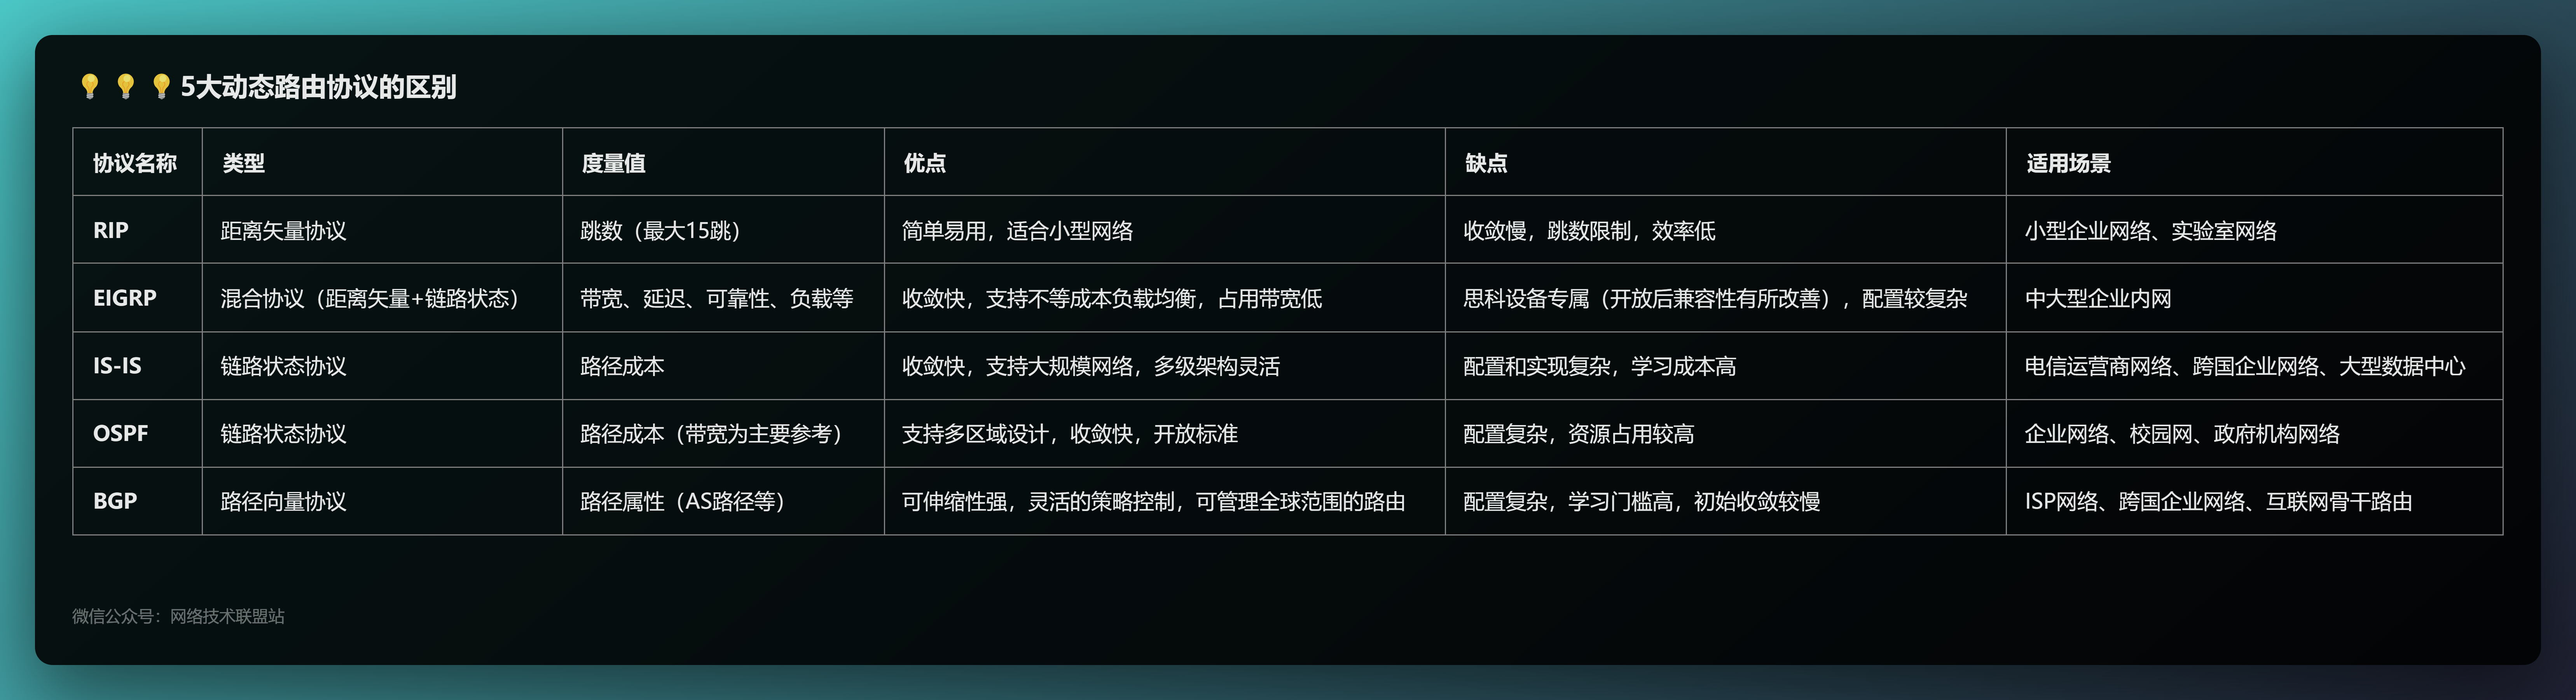 💡 💡 💡 5大动态路由协议的区别
协议名称 类型 度量值 优点 缺点 适用场景
RIP 距离矢量协议 跳数（最大15跳） 简单易用，适合小型网络 收敛慢，跳数限制，效率低 小型企业网络、实验室网络
EIGRP 混合协议（距离矢量+链路状态） 带宽、延迟、可靠性、负载等 收敛快，支持不等成本负载均衡，占用带宽低 思科设备专属（开放后兼容性有所改善），配置较复杂 中大型企业内网
IS-IS 链路状态协议 路径成本 收敛快，支持大规模网络，多级架构灵活 配置和实现复杂，学习成本高 电信运营商网络、跨国企业网络、大型数据中心
OSPF 链路状态协议 路径成本（带宽为主要参考） 支持多区域设计，收敛快，开放标准 配置复杂，资源占用较高 企业网络、校园网、政府机构网络
BGP 路径向量协议 路径属性（AS路径等） 可伸缩性强，灵活的策略控制，可管理全球范围的路由 配置复杂，学习门槛高，初始收敛较慢 ISP网络、跨国企业网络、互联网骨干路由
微信公众号：网络技术联盟站